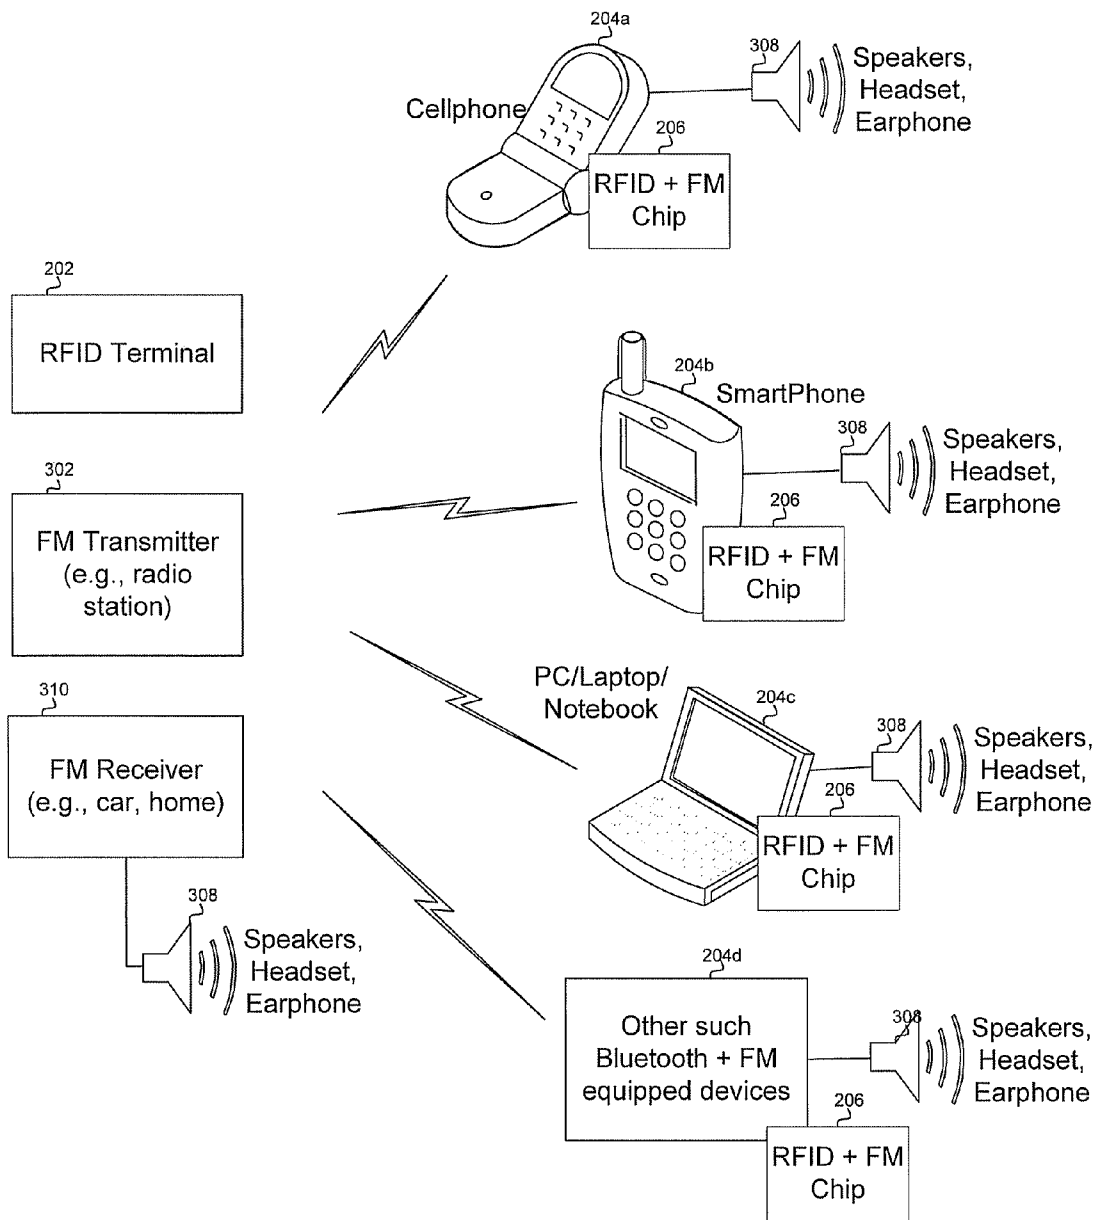 204a
308
Speakers,
Headset,
Earphone
Cellphone
206
RFID + FM
Chip
202
RFID Terminal
204b
SmartPhone
308
Speakers,
Headset,
Earphone
206
RFID + FM
Chip
302
FM Transmitter
(e.g., radio
station)
PC/Laptop/
Notebook
204c
308
Speakers,
Headset,
Earphone
206
RFID + FM
Chip
310
FM Receiver
(e.g., car, home)
308
Speakers,
Headset,
Earphone
204d
Other such
Bluetooth + FM
equipped devices
308
Speakers,
Headset,
Earphone
206
RFID + FM
Chip